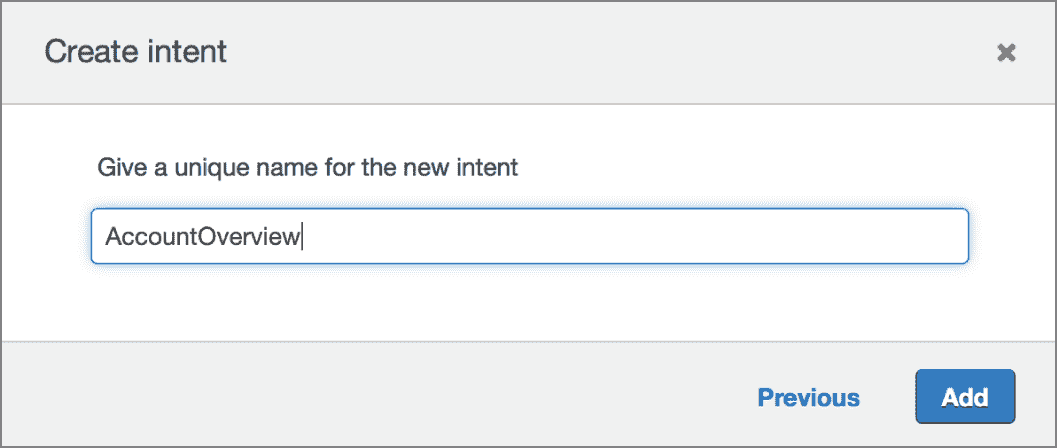 Create intent
Give a unique name for the new intent
AccountOverview
Previous
Add